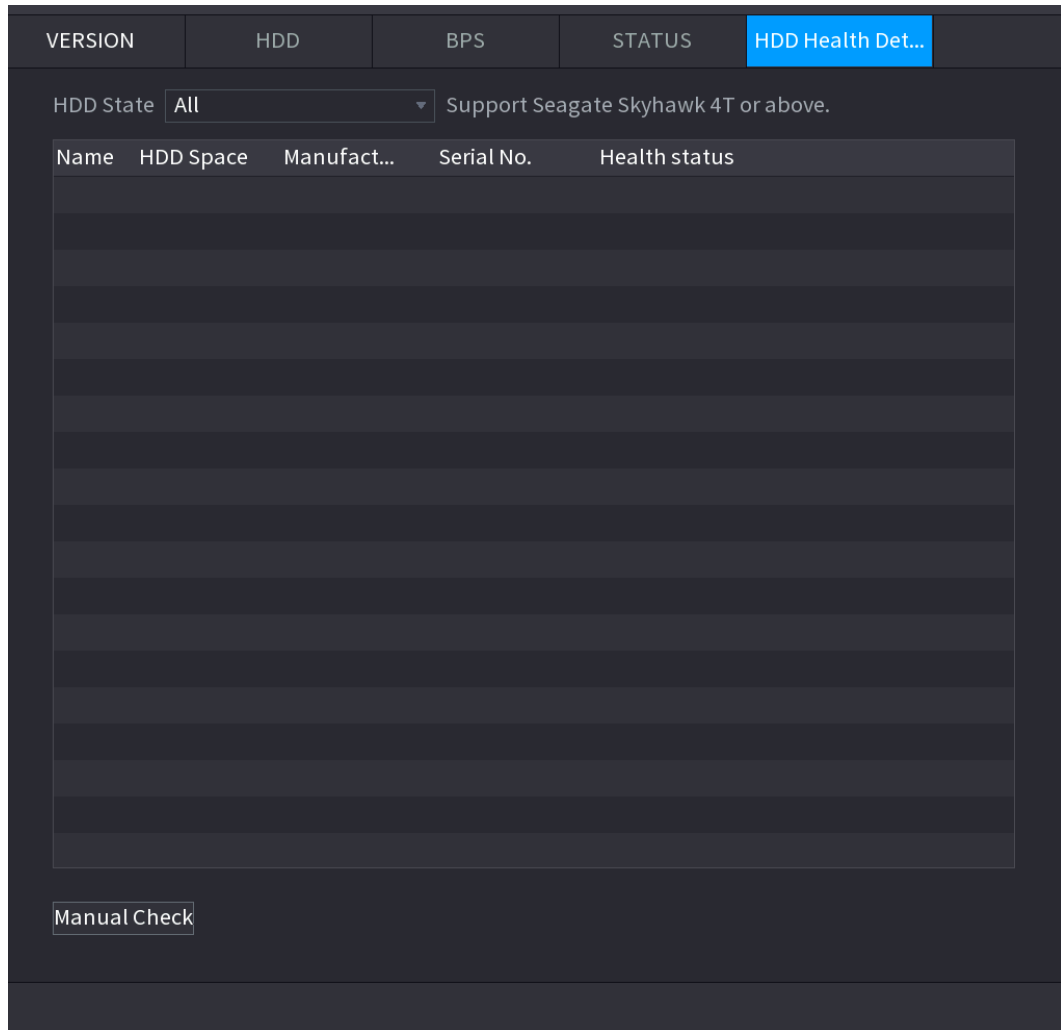 VERSION HDD BPS STATUS HDD Health Det...
HDD State All Support Seagate Skyhawk 4T or above.
Name HDD Space Manufact... Serial No. Health status
Manual Check